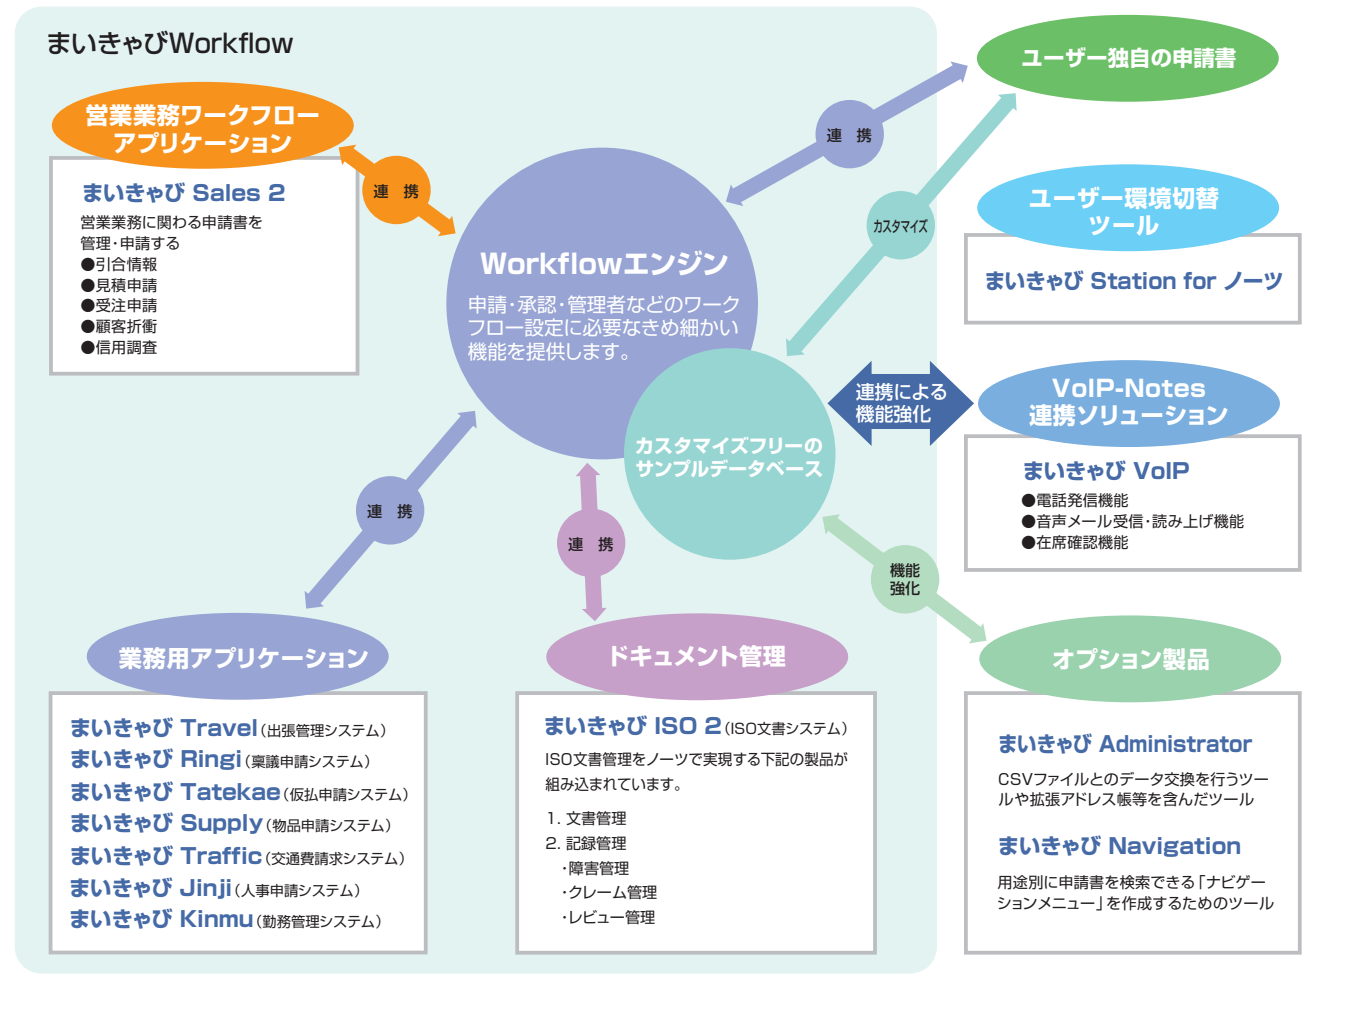 まいきゃびWorkflow
営業業務ワークフロー
アプリケーション
まいきゃび Sales 2
営業業務に関わる申請書を
管理・申請する
●引合情報
●見積申請
●受注申請
●顧客折衝
●信用調査
連 携
Workflowエンジン
申請・承認・管理者などのワーク
フロー設定に必要なきめ細かい
機能を提供します。
カスタマイズフリーの
サンプルデータベース
連 携
カスタマイズ
ユーザー独自の申請書
ユーザー環境切替
ツール
まいきゃび Station for ノーツ
連携による
機能強化
VoIP-Notes
連携ソリューション
まいきゃび VoIP
●電話発信機能
●音声メール受信・読み上げ機能
●在席確認機能
連 携
連 携
機能
強化
業務用アプリケーション
まいきゃび Travel(出張管理システム)
まいきゃび Ringi(稟議申請システム)
まいきゃび Tatekae(仮払申請システム)
まいきゃび Supply(物品申請システム)
まいきゃび Traffic(交通費請求システム)
まいきゃび Jinji(人事申請システム)
まいきゃび Kinmu(勤務管理システム)
ドキュメント管理
まいきゃび ISO 2(ISO文書システム)
ISO文書管理をノーツで実現する下記の製品が
組み込まれています。
1. 文書管理
2. 記録管理
・障害管理
・クレーム管理
・レビュー管理
オプション製品
まいきゃび Administrator
CSVファイルとのデータ交換を行うツー
ルや拡張アドレス帳等を含んだツール
まいきゃび Navigation
用途別に申請書を検索できる「ナビゲー
ションメニュー」を作成するためのツール